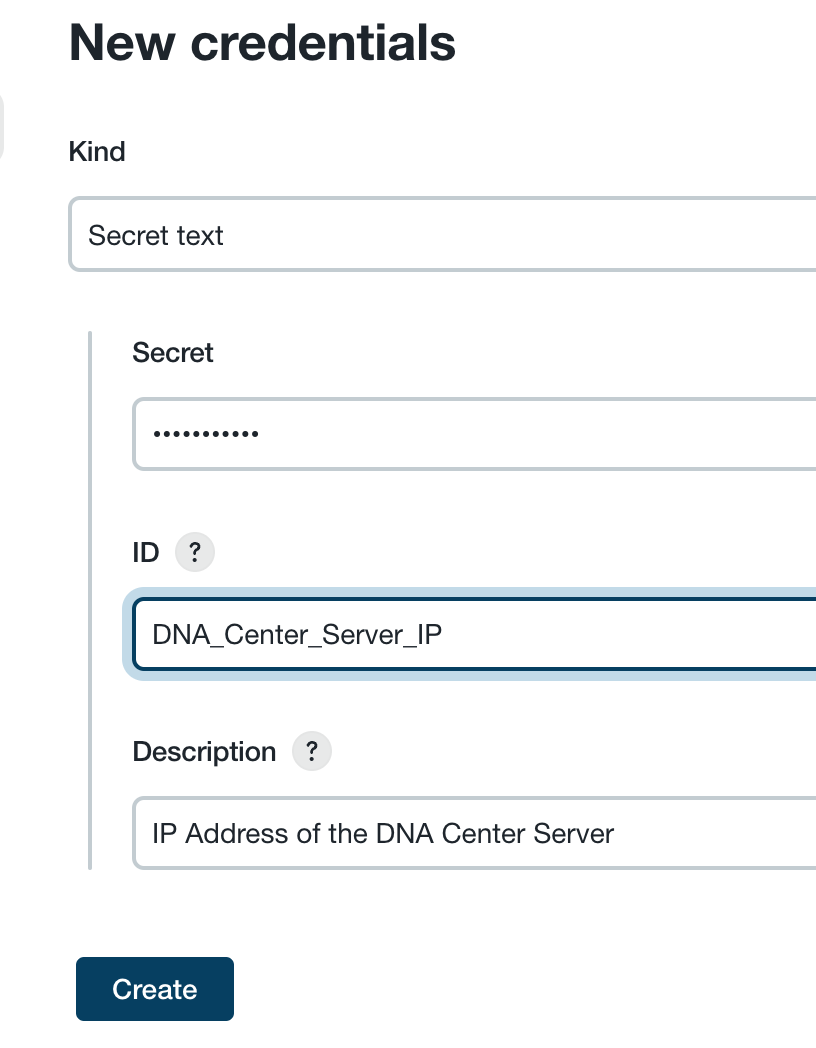 New credentials
Kind
Secret text
Secret
•••••••••••
ID ?
DNA_Center_Server_IP
Description ?
IP Address of the DNA Center Server
Create